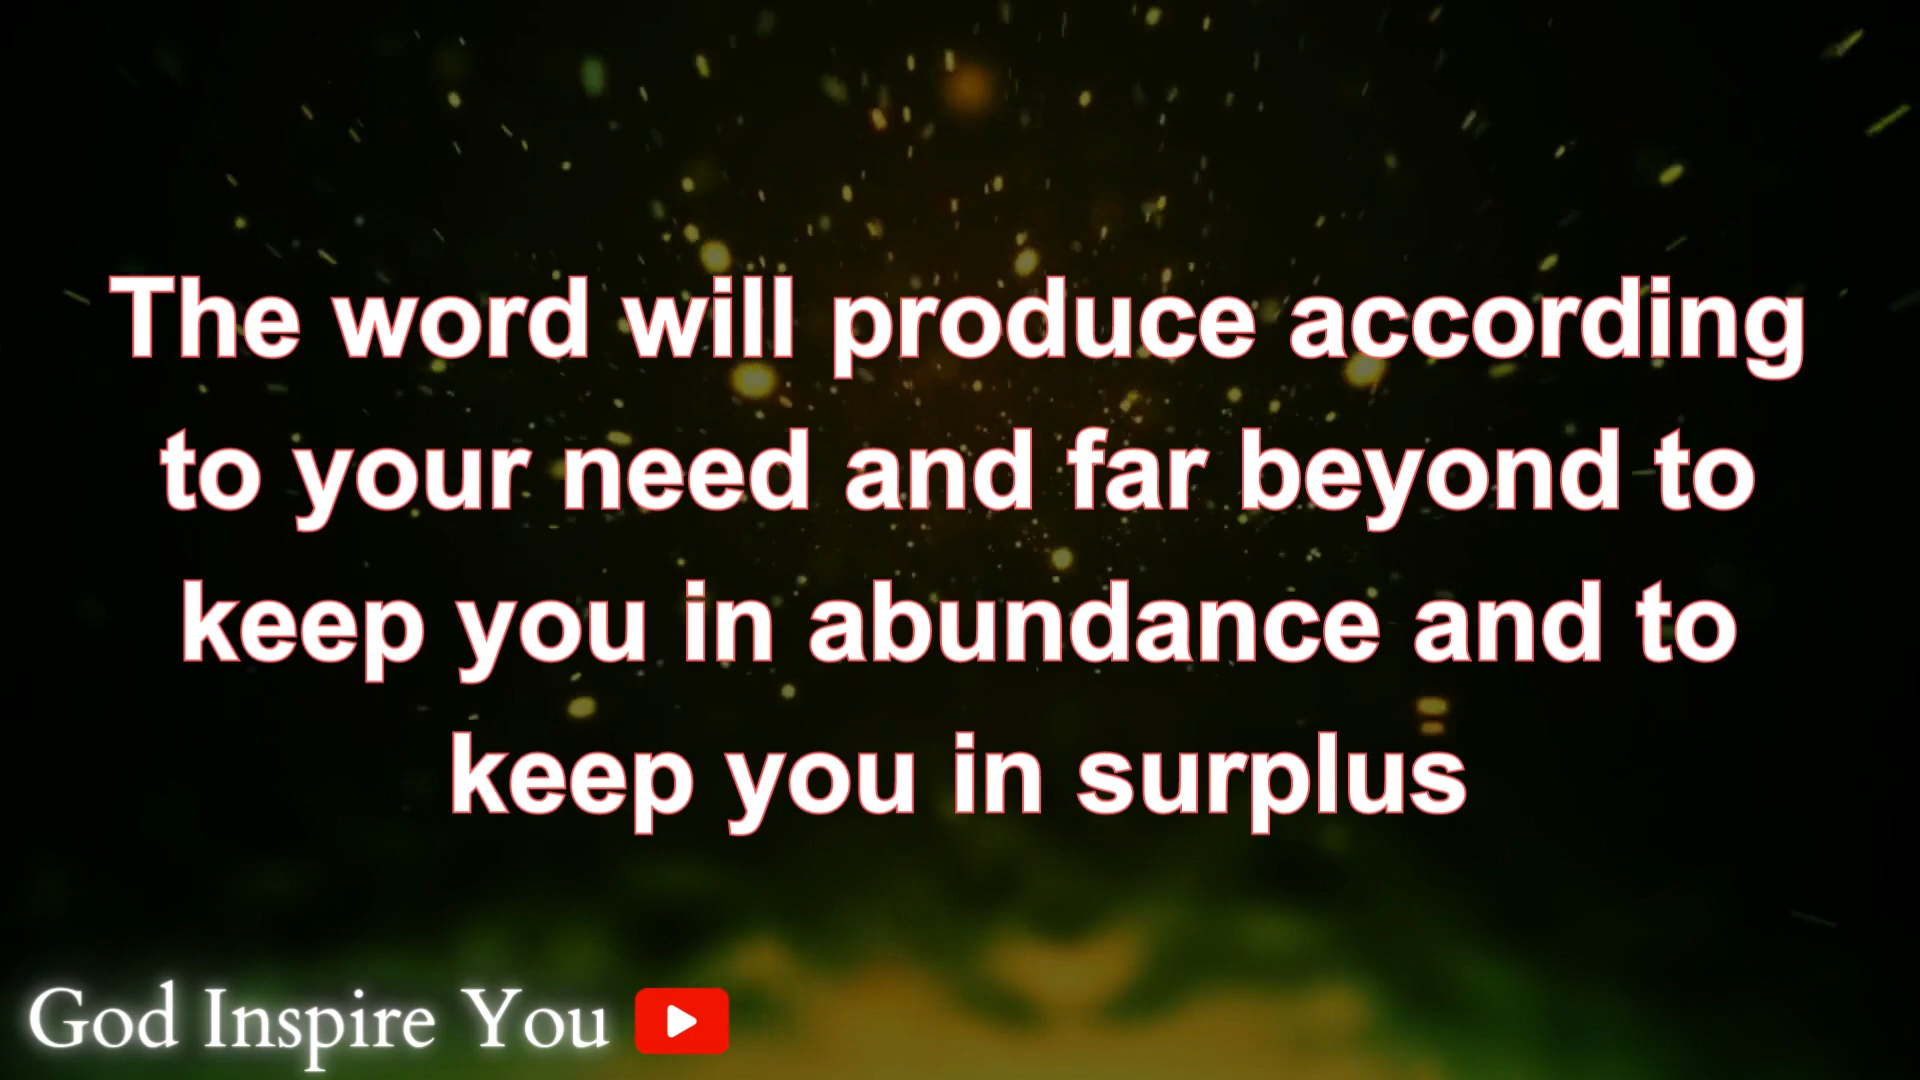 The word will produce according
to your need and far beyond to
keep you in abundance and to
keep you in surplus
God Inspire You